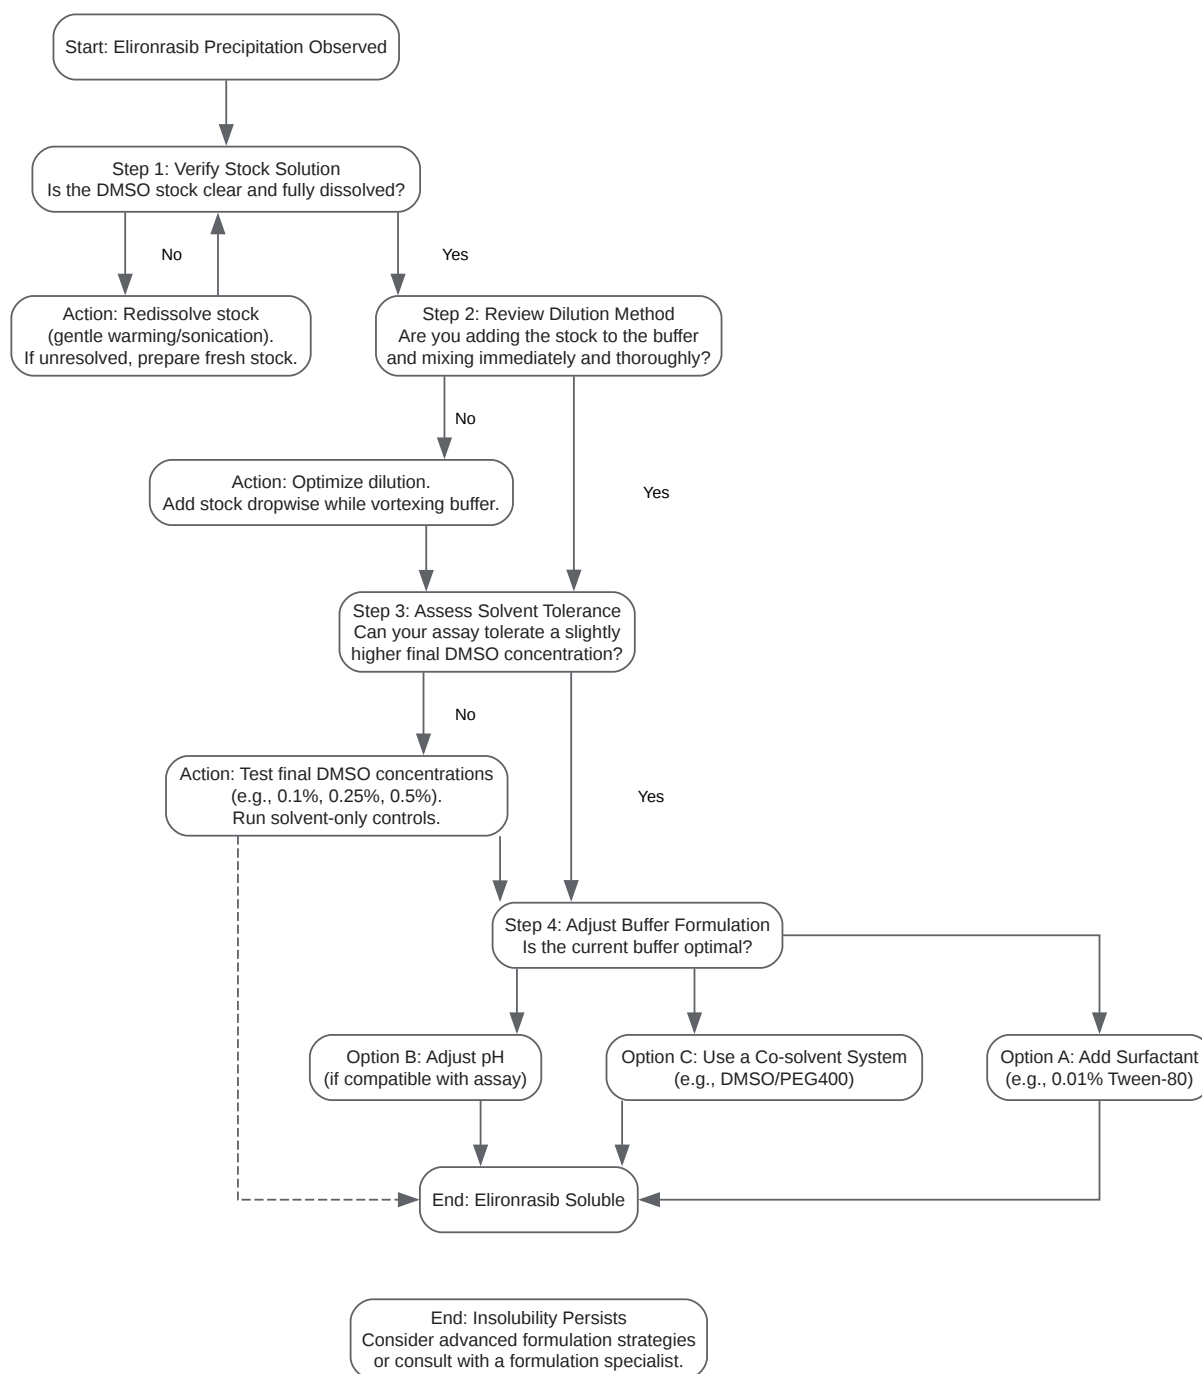 Start: Elironrasib Precipitation Observed
Step 1: Verify Stock Solution
Is the DMSO stock clear and fully dissolved?
No
Yes
Action: Redissolve stock
(gentle warming/sonication).
If unresolved, prepare fresh stock.
Step 2: Review Dilution Method
Are you adding the stock to the buffer
and mixing immediately and thoroughly?
No
Action: Optimize dilution.
Add stock dropwise while vortexing buffer.
Yes
Step 3: Assess Solvent Tolerance
Can your assay tolerate a slightly
higher final DMSO concentration?
No
Action: Test final DMSO concentrations
(e.g., 0.1%, 0.25%, 0.5%).
Run solvent-only controls.
Yes
Step 4: Adjust Buffer Formulation
Is the current buffer optimal?
Option B: Adjust pH
(if compatible with assay)
Option C: Use a Co-solvent System
(e.g., DMSO/PEG400)
Option A: Add Surfactant
(e.g., 0.01% Tween-80)
End: Elironrasib Soluble
End: Insolubility Persists
Consider advanced formulation strategies
or consult with a formulation specialist.